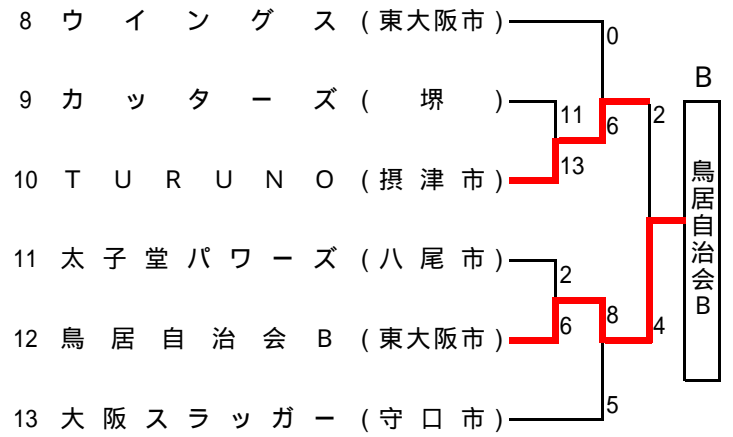 8 ウイングス (東大阪市)
0
B
9 カッターズ (堺)
11
6
2
10 TURUNO (摂津市)
13
鳥居自治会B
11 太子堂パワーズ (八尾市)
2
8
4
12 鳥居自治会B (東大阪市)
6
13 大阪スラッガー (守口市)
5